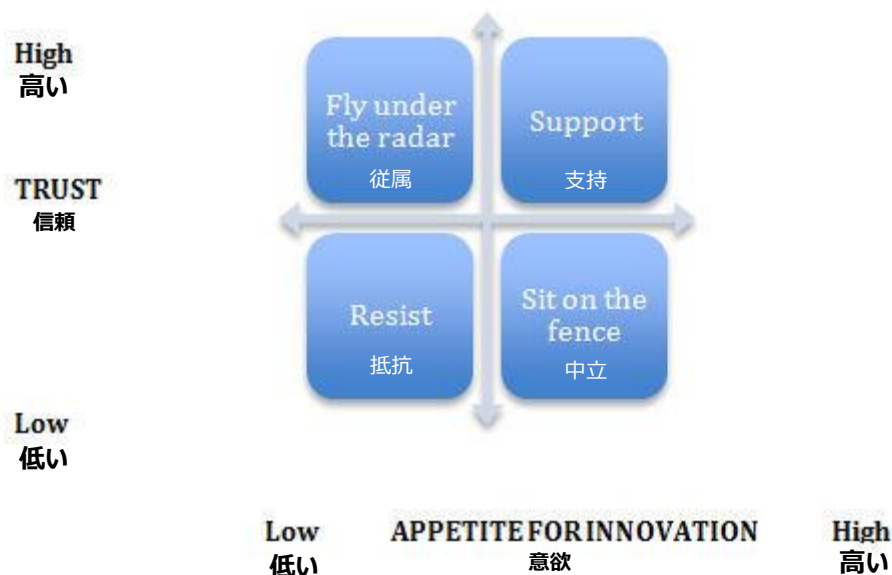 High
高い
Fly under
the radar
従属
Support
支持
TRUST
信頼
Resist
抵抗
Sit on the
fence
中立
Low
低い
Low
低い
APPETITE FOR INNOVATION
意欲
High
高い